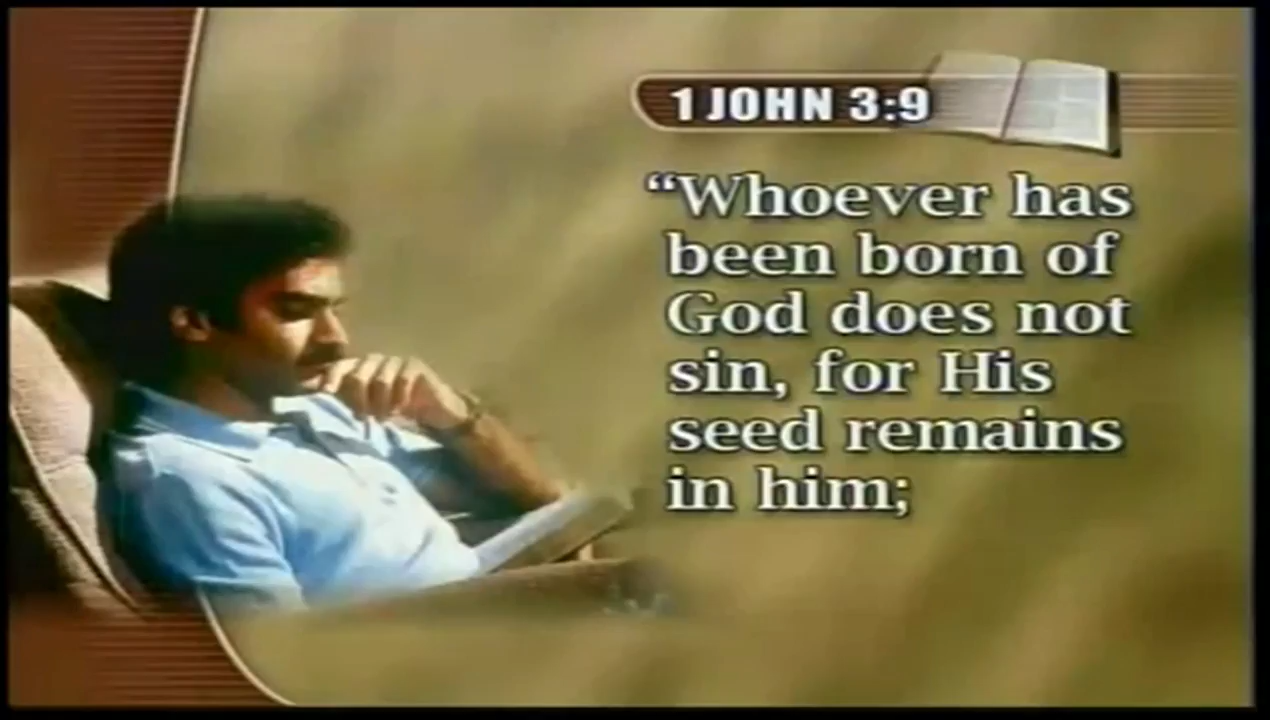 1 JOHN 3:9
“Whoever has
been born of
God does not
sin, for His
seed remains
in him;